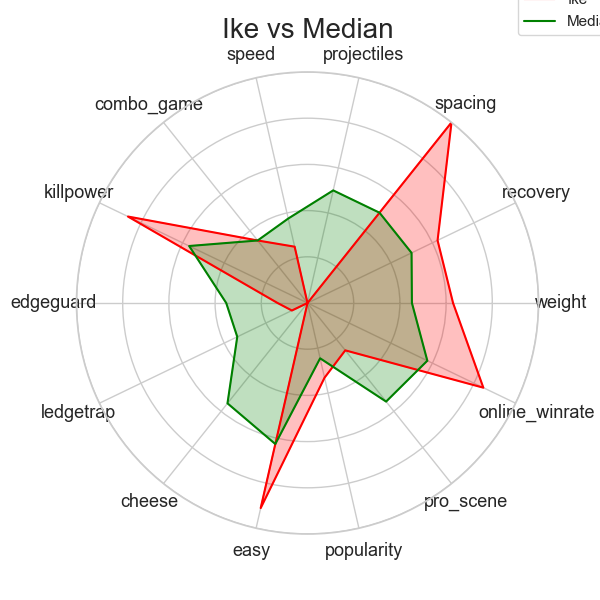 Ike vs Median
speed
projectiles
combo_game
spacing
killpower
recovery
edgeguard
weight
ledgetrap
online_winrate
cheese
pro_scene
easy
popularity